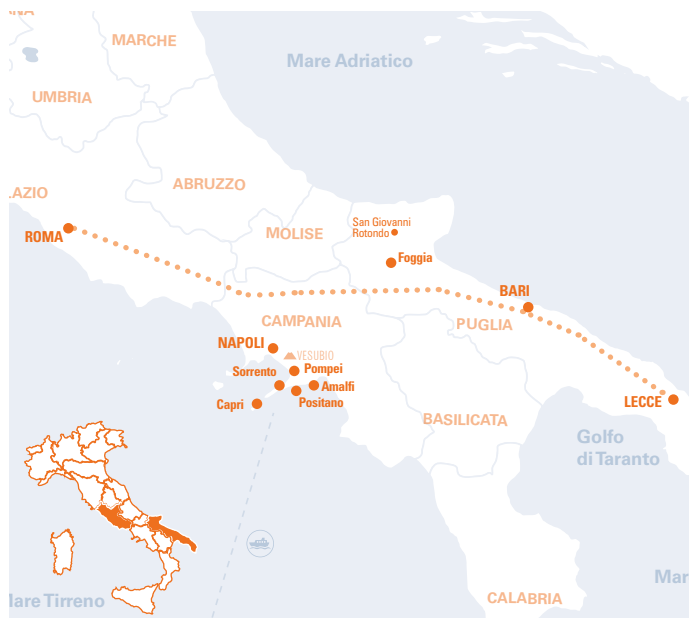 NA
MARCHE
Mare Adriatico
UMBRIA
ABRUZZO
LAZIO
ROMA
MOLISE
San Giovanni
Rotondo
Foggia
BARI
CAMPANIA
PUGLIA
NAPOLI
VESUBIO
Pompei
Sorrento
Amalfi
Capri
Positano
LECCE
BASILICATA
Golfo
di Taranto
Mar
CALABRIA
Mare Tirreno